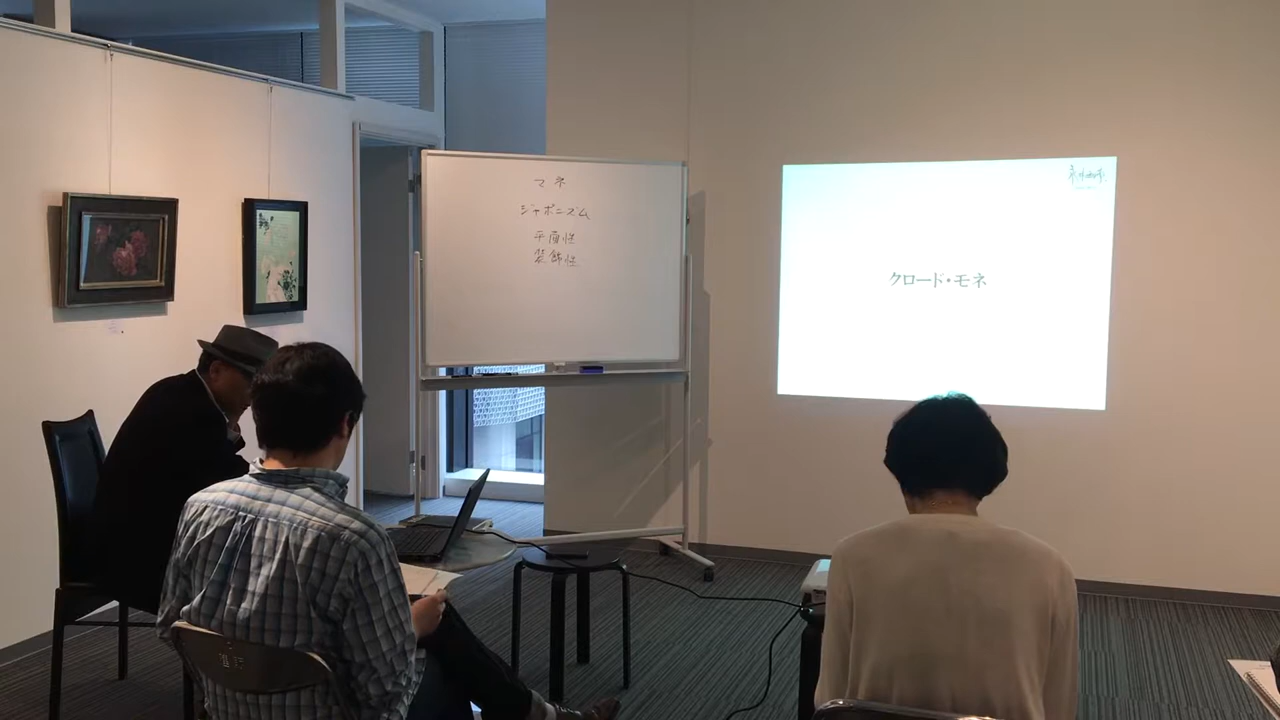 マネ
ジャポニズム
平面性
装飾性
クロード・モネ